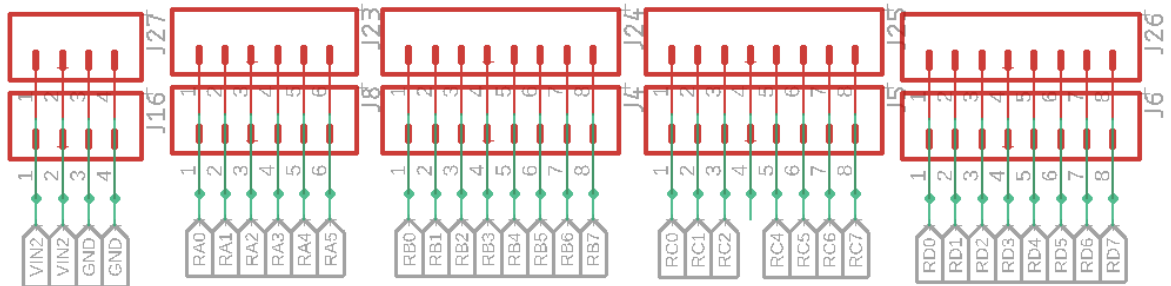 J27 J23 J24 J25 J26
1 2 3 4 1 2 3 4 5 6 1 2 3 4 5 6 7 8 1 2 3 4 5 6 7 8 1 2 3 4 5 6 7 8
J16 J8 J4 J5 J6
1 2 3 4 1 2 3 4 5 6 1 2 3 4 5 6 7 8 1 2 3 4 5 6 7 8 1 2 3 4 5 6 7 8
VIN2 VIN2 GND GND RA0 RA1 RA2 RA3 RA4 RA5 RB0 RB1 RB2 RB3 RB4 RB5 RB6 RB7 RC0 RC1 RC2 RC4 RC5 RC6 RC7 RD0 RD1 RD2 RD3 RD4 RD5 RD6 RD7